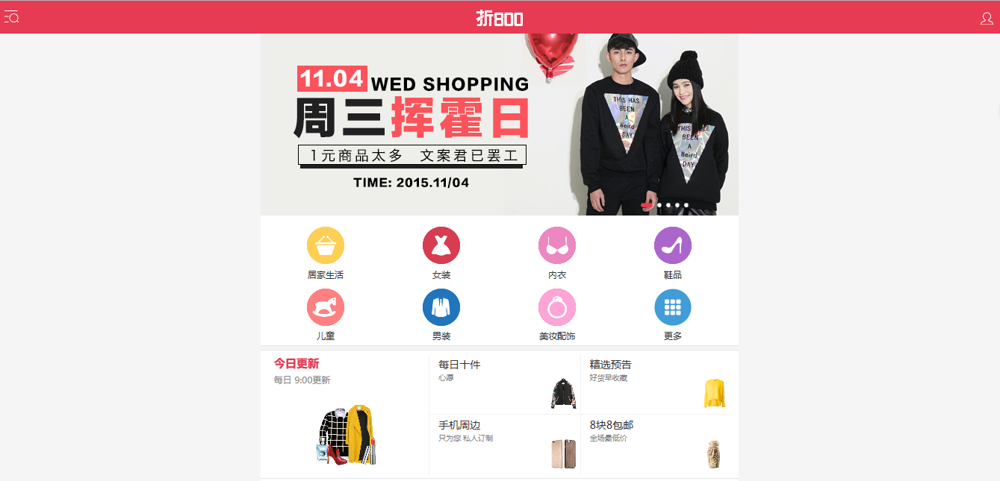 折800
11.04 WED SHOPPING
周三挥霍日
1元商品太多 文案君已罢工
TIME: 2015.11/04
THIS HAS
BEEN
A
Weird
DAY
THIS HAS
BEEN
A
Weird
DAY
居家生活
女装
内衣
鞋品
儿童
男装
美妆配饰
更多
今日更新
每日 9:00更新
每日十件
心愿
精选预告
好货早收藏
手机周边
只为您 私人订制
8块8包邮
全场最低价